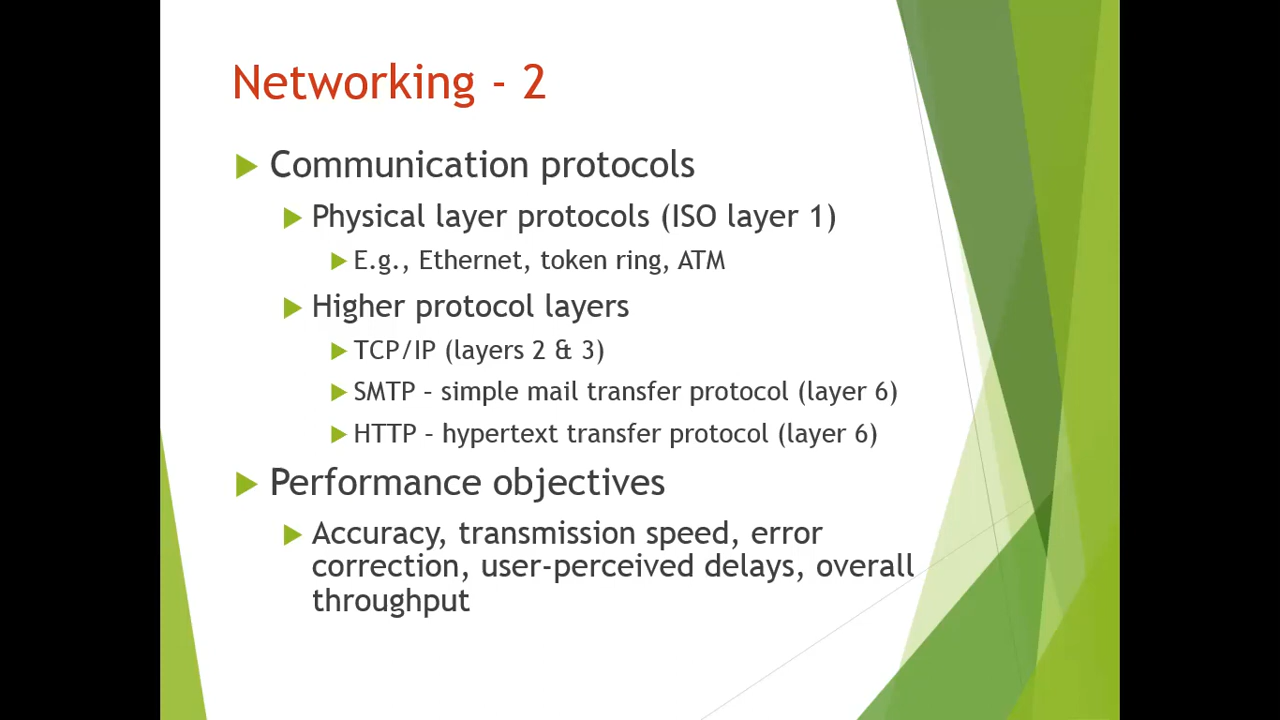 Networking - 2
Communication protocols
Physical layer protocols (ISO layer 1)
E.g., Ethernet, token ring, ATM
Higher protocol layers
TCP/IP (layers 2 & 3)
SMTP – simple mail transfer protocol (layer 6)
HTTP – hypertext transfer protocol (layer 6)
Performance objectives
Accuracy, transmission speed, error
correction, user-perceived delays, overall
throughput